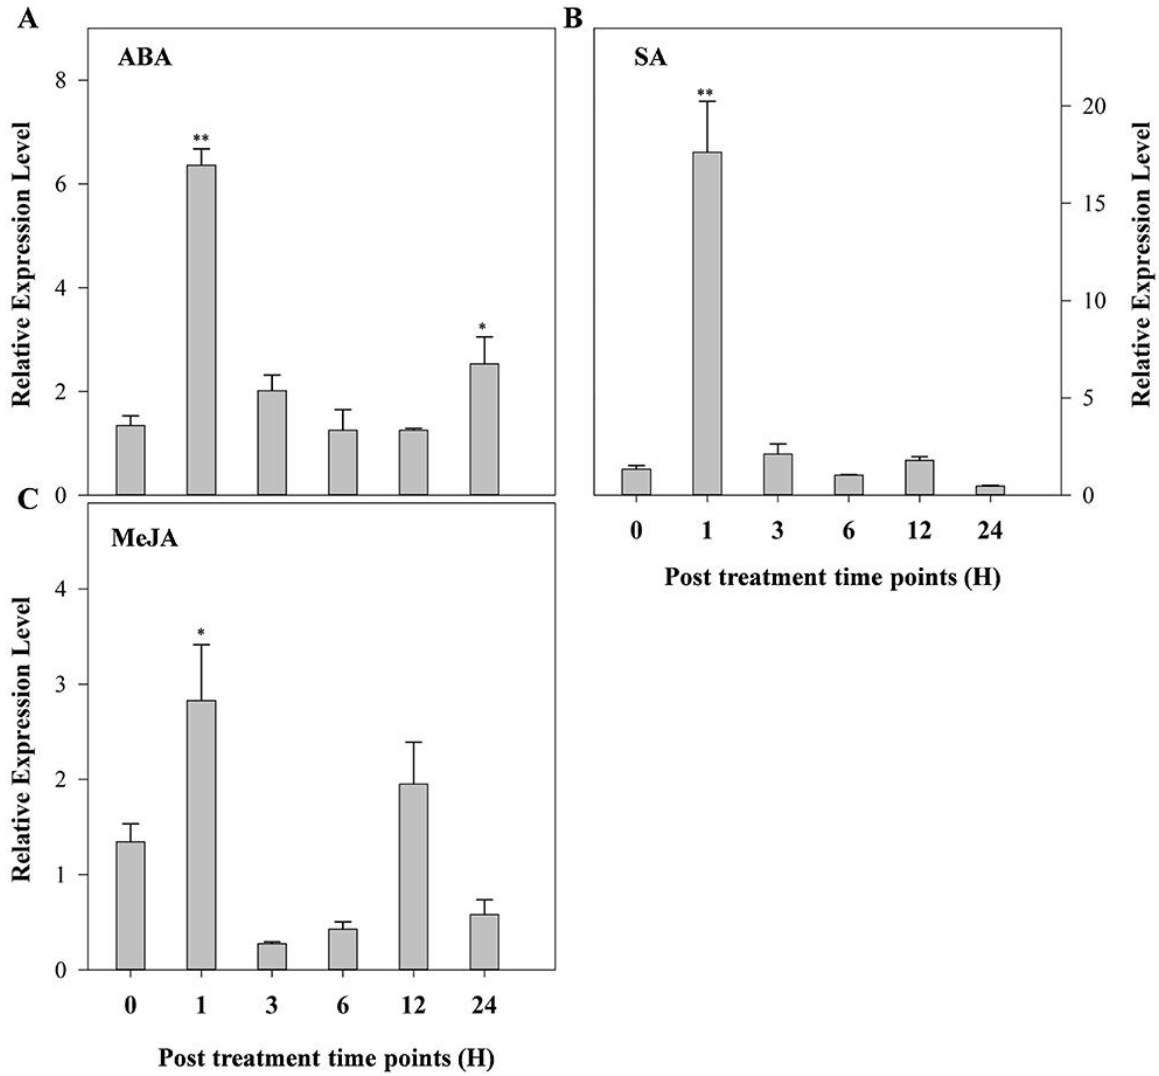 A
ABA
Relative Expression Level
8
6
4
2
0
**
*
B
SA
Relative Expression Level
20
15
10
5
0
**
0 1 3 6 12 24
Post treatment time points (H)
C
MeJA
Relative Expression Level
4
3
2
1
0
*
0 1 3 6 12 24
Post treatment time points (H)